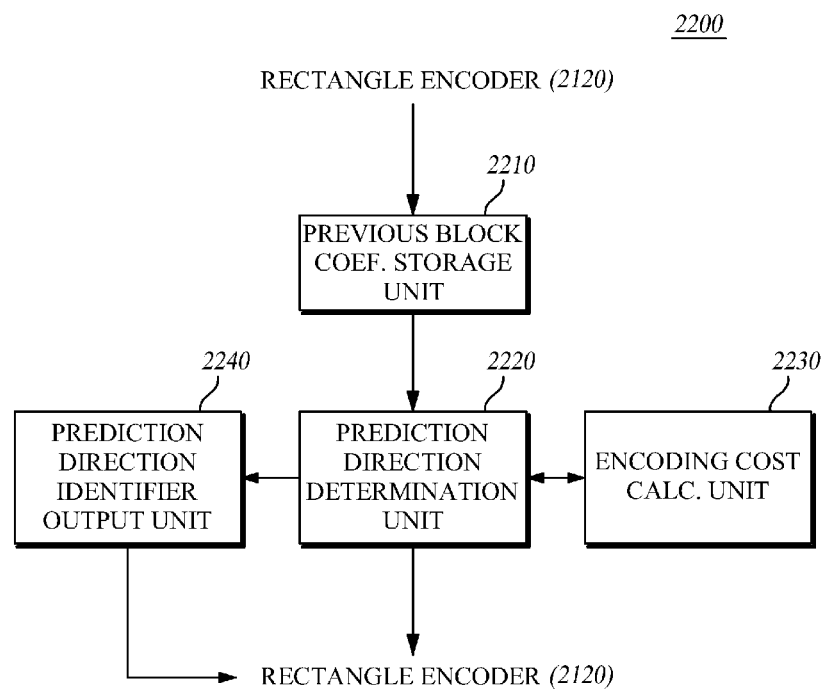 2200
RECTANGLE ENCODER (2120)
2210
PREVIOUS BLOCK
COEF. STORAGE
UNIT
2240
PREDICTION
DIRECTION
IDENTIFIER
OUTPUT UNIT
2220
PREDICTION
DIRECTION
DETERMINATION
UNIT
2230
ENCODING COST
CALC. UNIT
RECTANGLE ENCODER (2120)